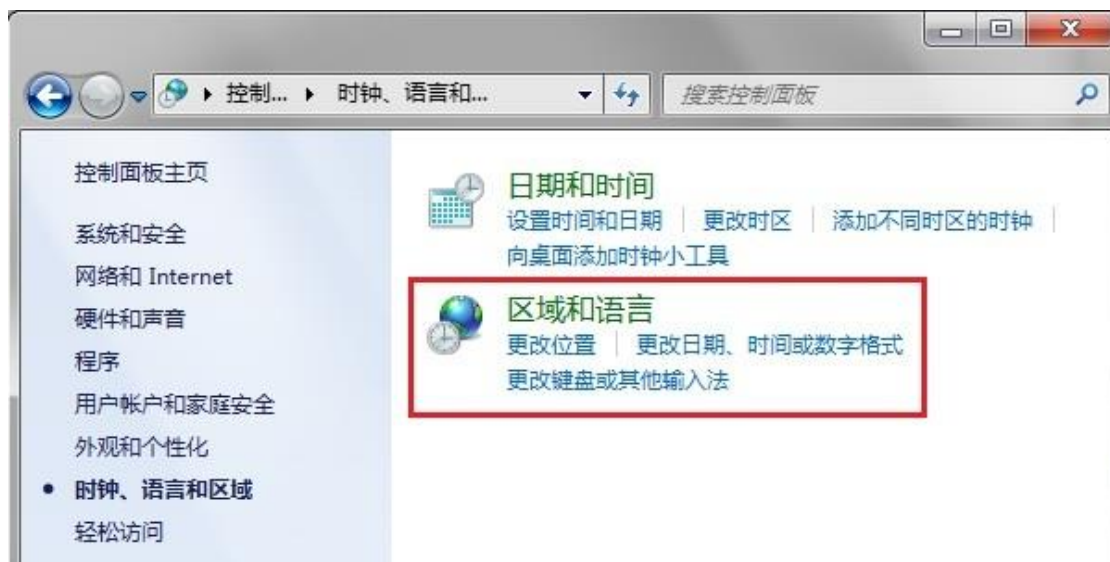 控制... 时钟、语言和... 搜索控制面板
控制面板主页
系统和安全
网络和 Internet
硬件和声音
程序
用户帐户和家庭安全
外观和个性化
时钟、语言和区域
轻松访问
日期和时间
设置时间和日期 更改时区 添加不同时区的时钟
向桌面添加时钟小工具
区域和语言
更改位置 更改日期、时间或数字格式
更改键盘或其他输入法